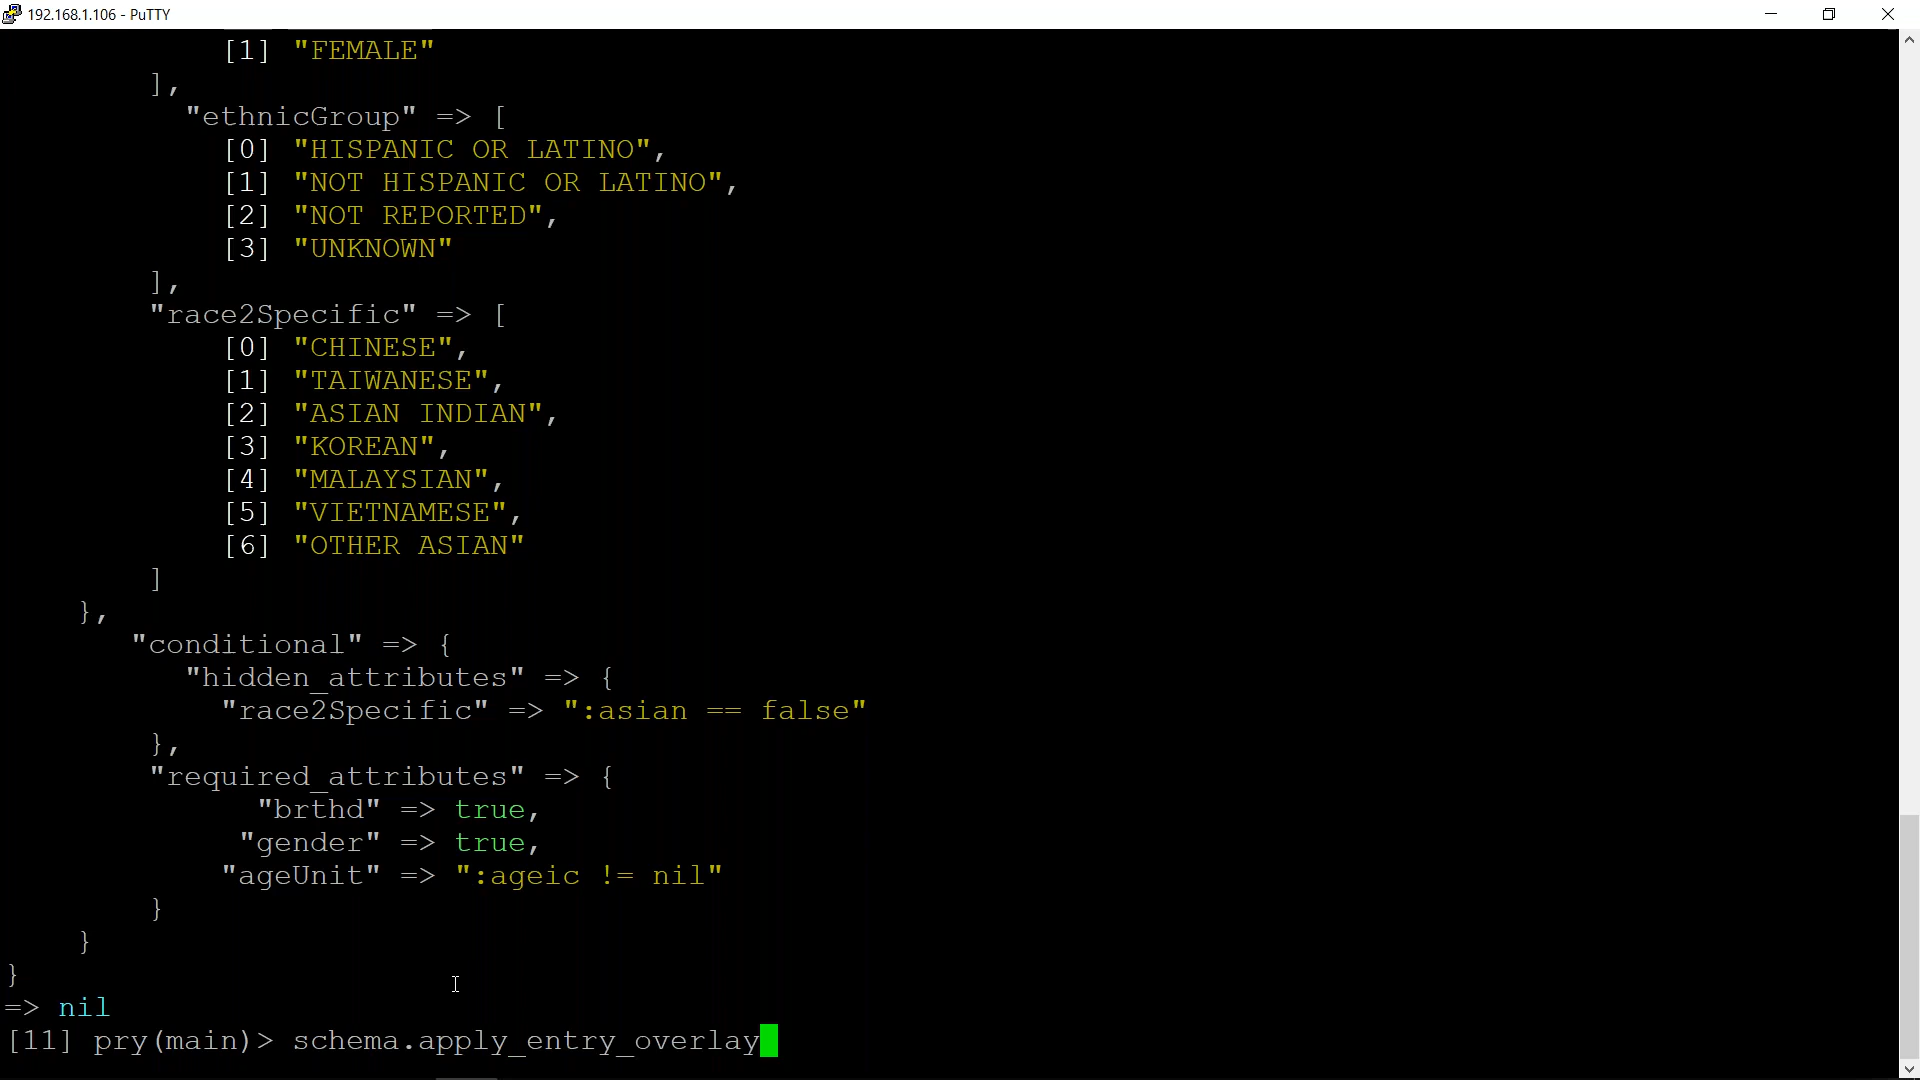 192.168.1.106 - PuTTY
[1] "FEMALE"
],
"ethnicGroup" => [
[0] "HISPANIC OR LATINO",
[1] "NOT HISPANIC OR LATINO",
[2] "NOT REPORTED",
[3] "UNKNOWN"
],
"race2Specific" => [
[0] "CHINESE",
[1] "TAIWANESE",
[2] "ASIAN INDIAN",
[3] "KOREAN",
[4] "MALAYSIAN",
[5] "VIETNAMESE",
[6] "OTHER ASIAN"
]
},
"conditional" => {
"hidden_attributes" => {
"race2Specific" => ":asian == false"
},
"required_attributes" => {
"brthd" => true,
"gender" => true,
"ageUnit" => ":ageic != nil"
}
}
}
=> nil
[11] pry(main)> schema.apply_entry_overlay